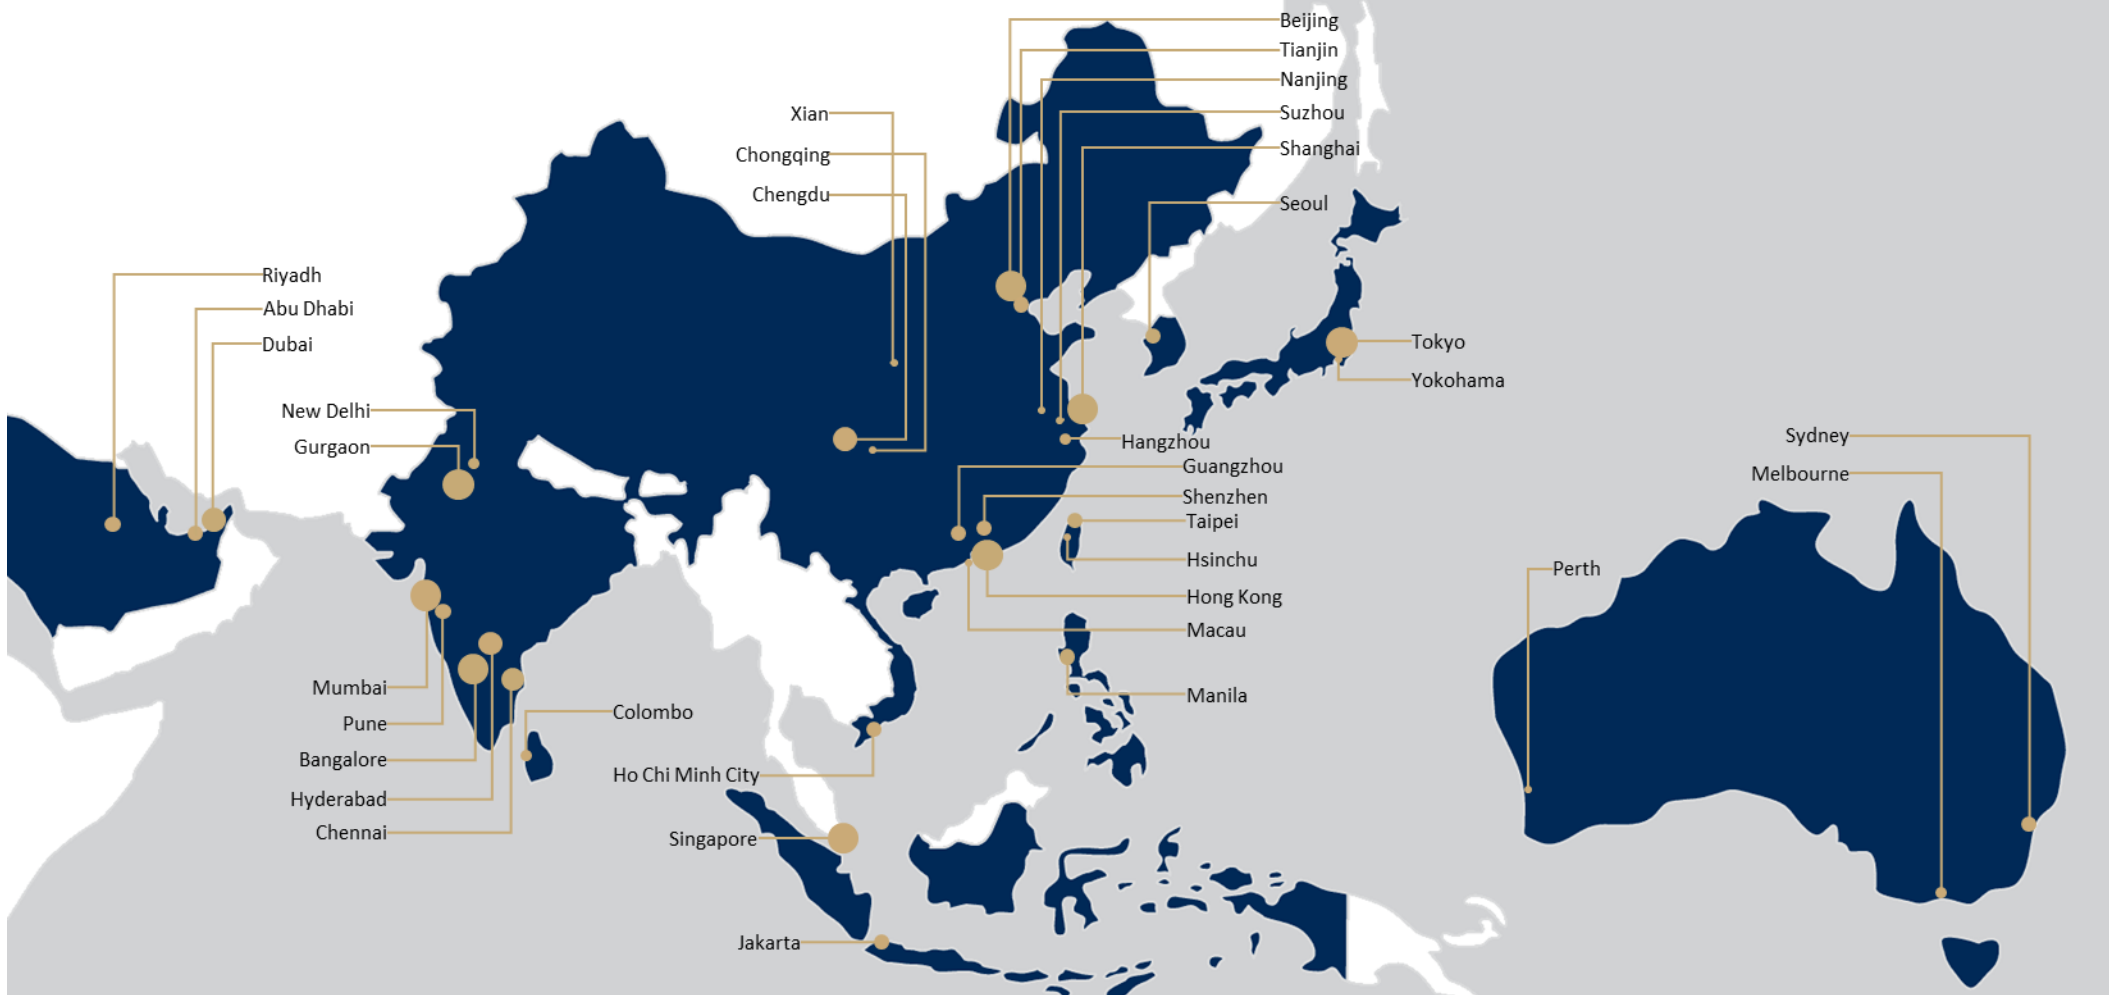 Beijing
Tianjin
Nanjing
Xian
Suzhou
Chongqing
Shanghai
Chengdu
Seoul
Riyadh
Abu Dhabi
Dubai
Tokyo
Yokohama
New Delhi
Gurgaon
Hangzhou
Sydney
Guangzhou
Melbourne
Shenzhen
Taipei
Hsinchu
Perth
Hong Kong
Macau
Mumbai
Manila
Colombo
Pune
Bangalore
Ho Chi Minh City
Hyderabad
Chennai
Singapore
Jakarta